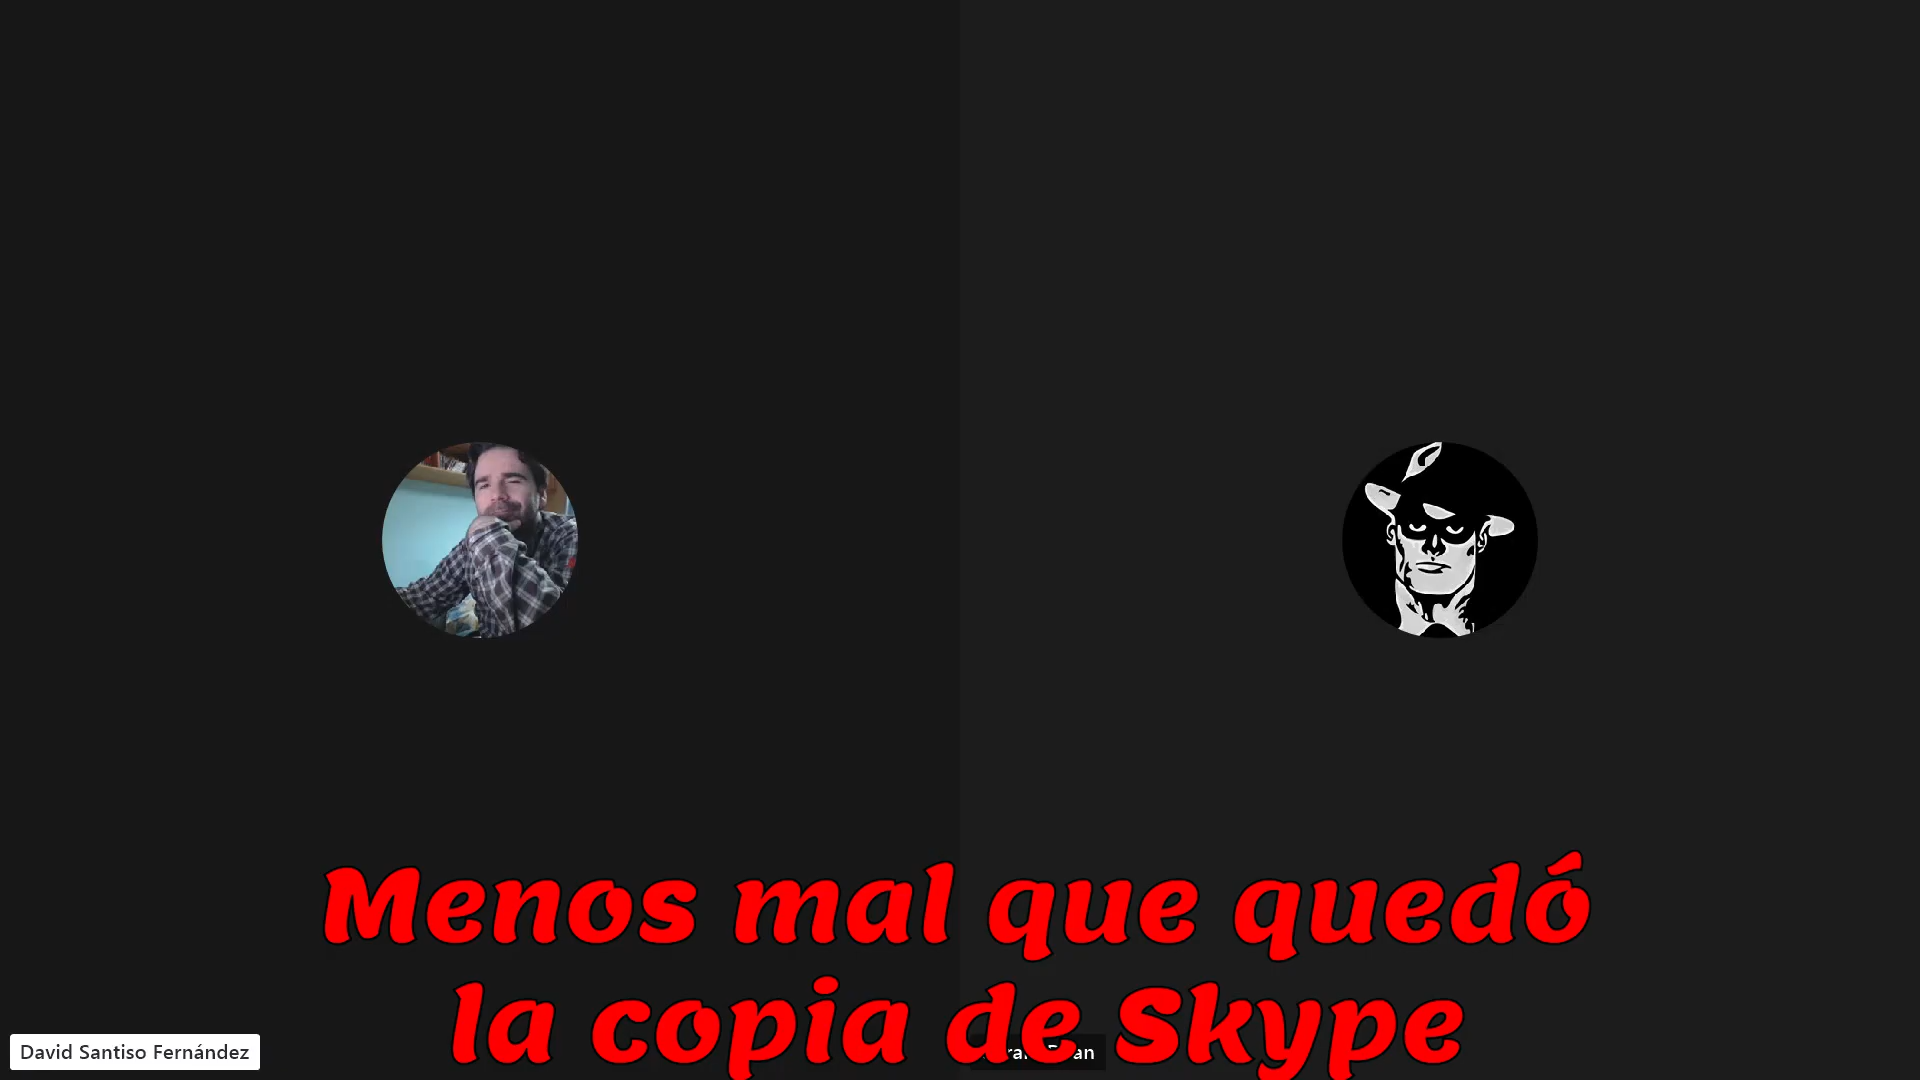 Menos mal que quedó
la copia de Skype
David Santiso Fernández